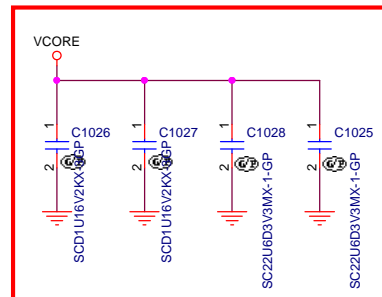 VCORE
1
C1026
2
G/P
SCD1U16V2KX-3GP
1
C1027
2
G/P
SCD1U16V2KX-3GP
1
C1028
2
G/P
SC22U6D3V3MX-1-GP
1
C1025
2
G/P
SC22U6D3V3MX-1-GP